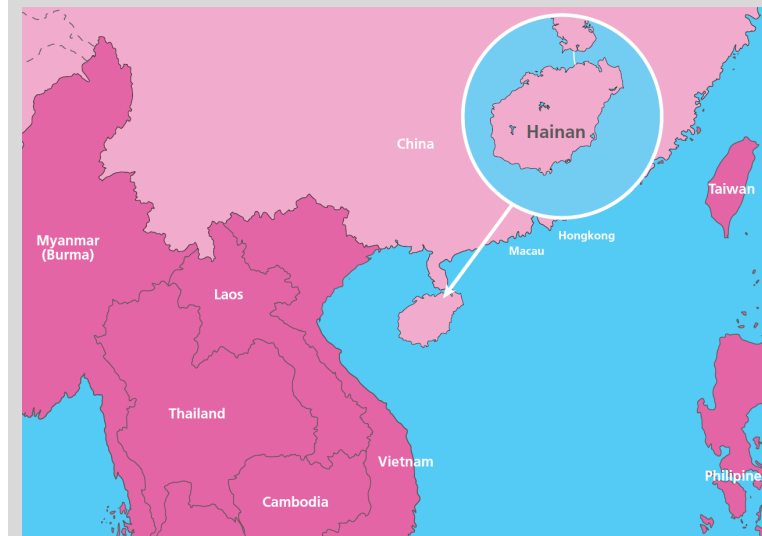 Hainan
China
Taiwan
Hongkong
Macau
Myanmar
(Burma)
Laos
Thailand
Vietnam
Philipine
Cambodia